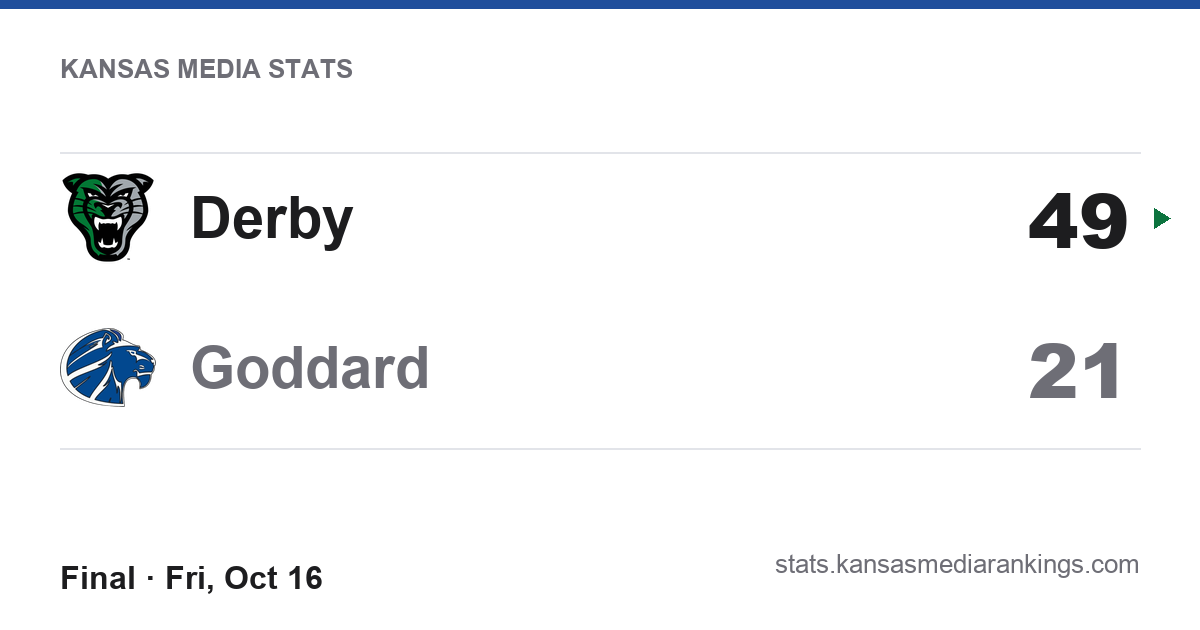 KANSAS MEDIA STATS
Derby 49
Goddard 21
Final · Fri, Oct 16
stats.kansasmediarankings.com